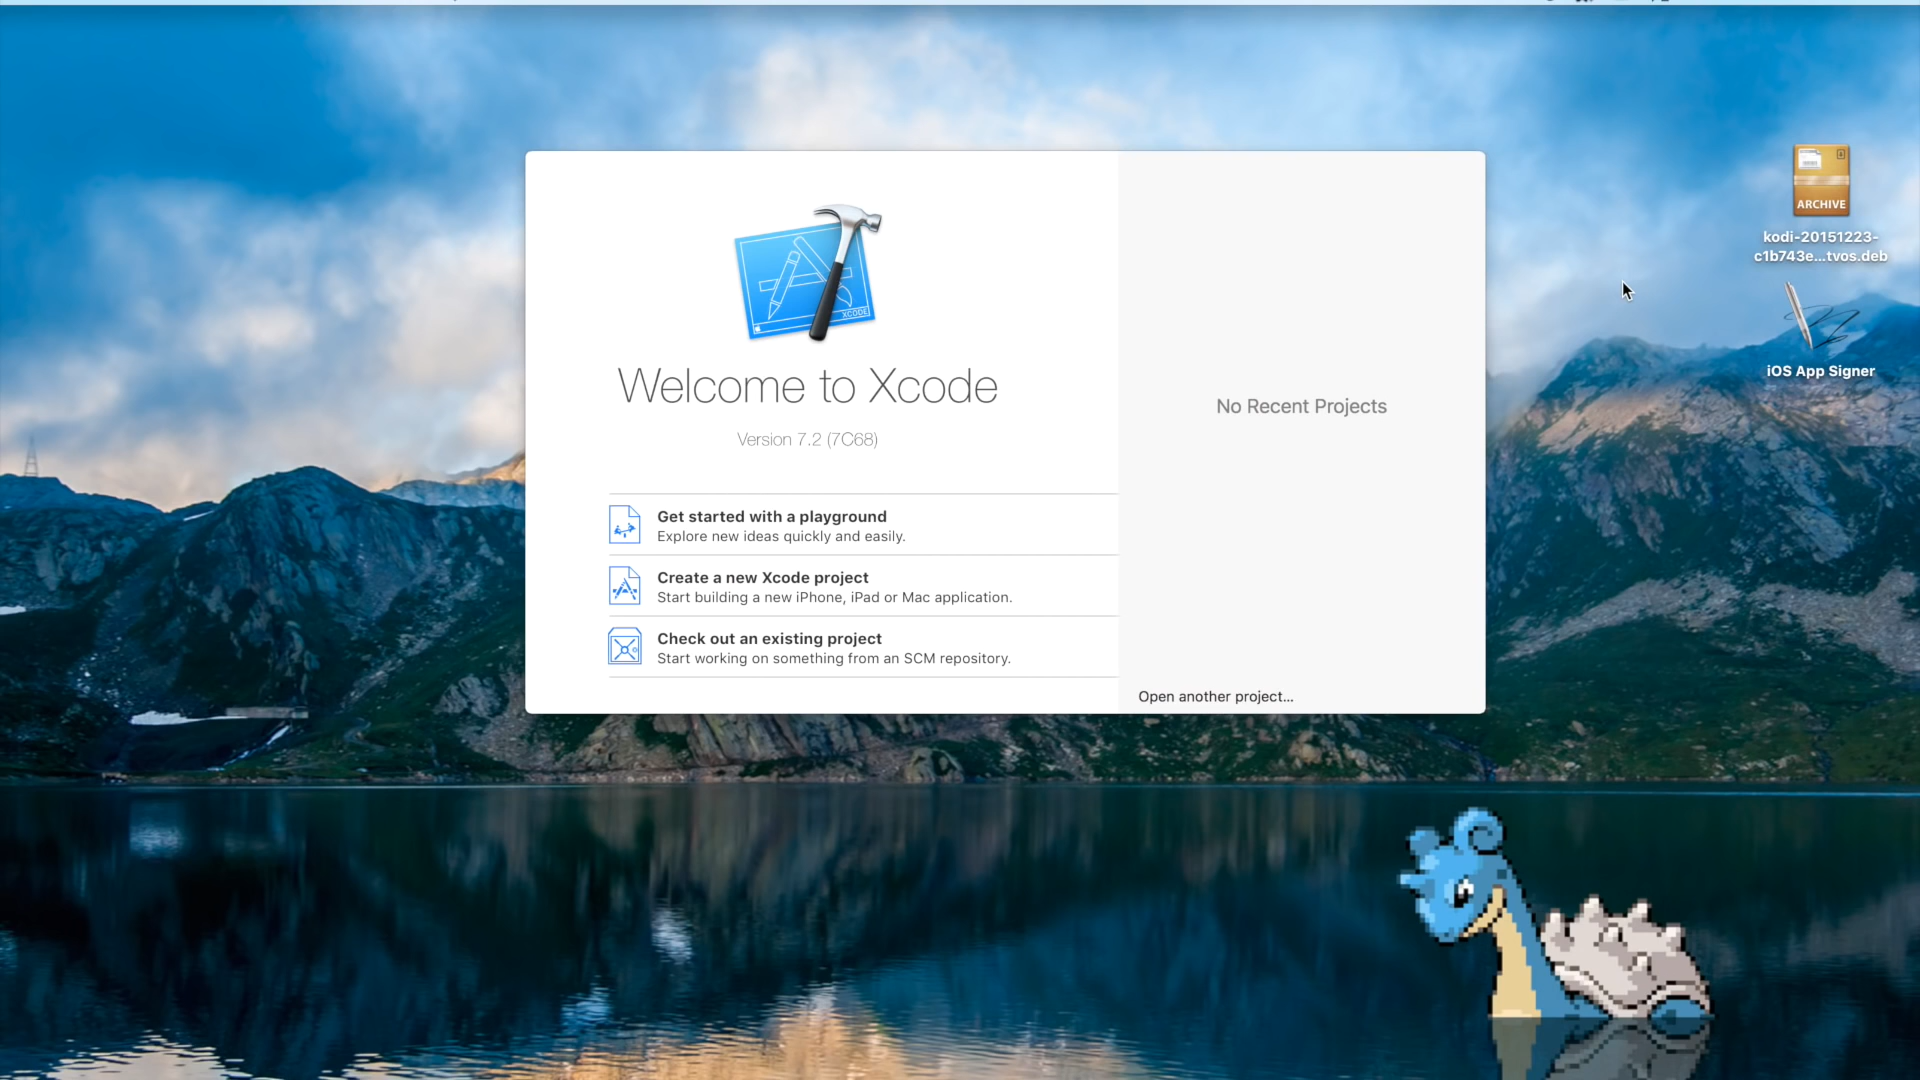 XCODE
Welcome to Xcode
Version 7.2 (7C68)
Get started with a playground
Explore new ideas quickly and easily.
Create a new Xcode project
Start building a new iPhone, iPad or Mac application.
Check out an existing project
Start working on something from an SCM repository.
No Recent Projects
Open another project...
ARCHIVE
kodi-20151223-
c1b743e...tvos.deb
iOS App Signer